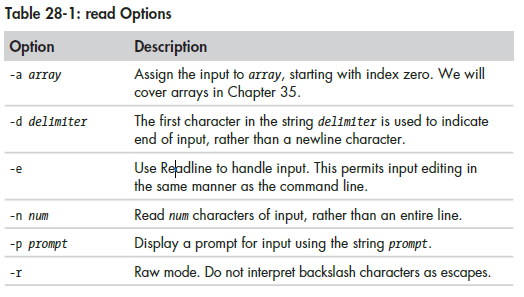 Table 28-1: read Options
Option Description
-a array Assign the input to array, starting with index zero. We will
cover arrays in Chapter 35.
-d delimiter The first character in the string delimiter is used to indicate
end of input, rather than a newline character.
-e Use Readline to handle input. This permits input editing in
the same manner as the command line.
-n num Read num characters of input, rather than an entire line.
-p prompt Display a prompt for input using the string prompt.
-r Raw mode. Do not interpret backslash characters as escapes.